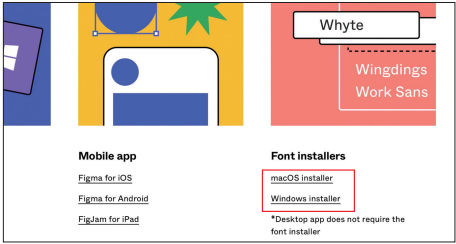 Whyte
Wingdings
Work Sans
Mobile app
Figma for iOS
Figma for Android
FigJam for iPad
Font installers
macOS installer
Windows installer
*Desktop app does not require the
font installer